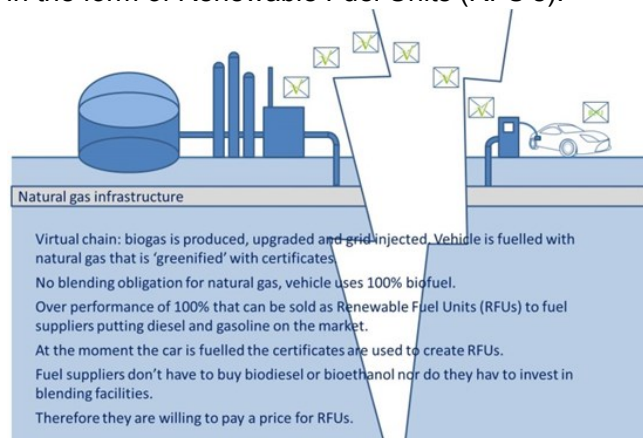 in the form of Renewable Fuel Units (RFU's).
Natural gas infrastructure
Virtual chain: biogas is produced, upgraded and grid injected. Vehicle is fuelled with
natural gas that is ‘greenified’ with certificates.
No blending obligation for natural gas, vehicle uses 100% biofuel.
Over performance of 100% that can be sold as Renewable Fuel Units (RFUs) to fuel
suppliers putting diesel and gasoline on the market.
At the moment the car is fuelled the certificates are used to create RFUs.
Fuel suppliers don’t have to buy biodiesel or bioethanol nor do they hav to invest in
blending facilities.
Therefore they are willing to pay a price for RFUs.